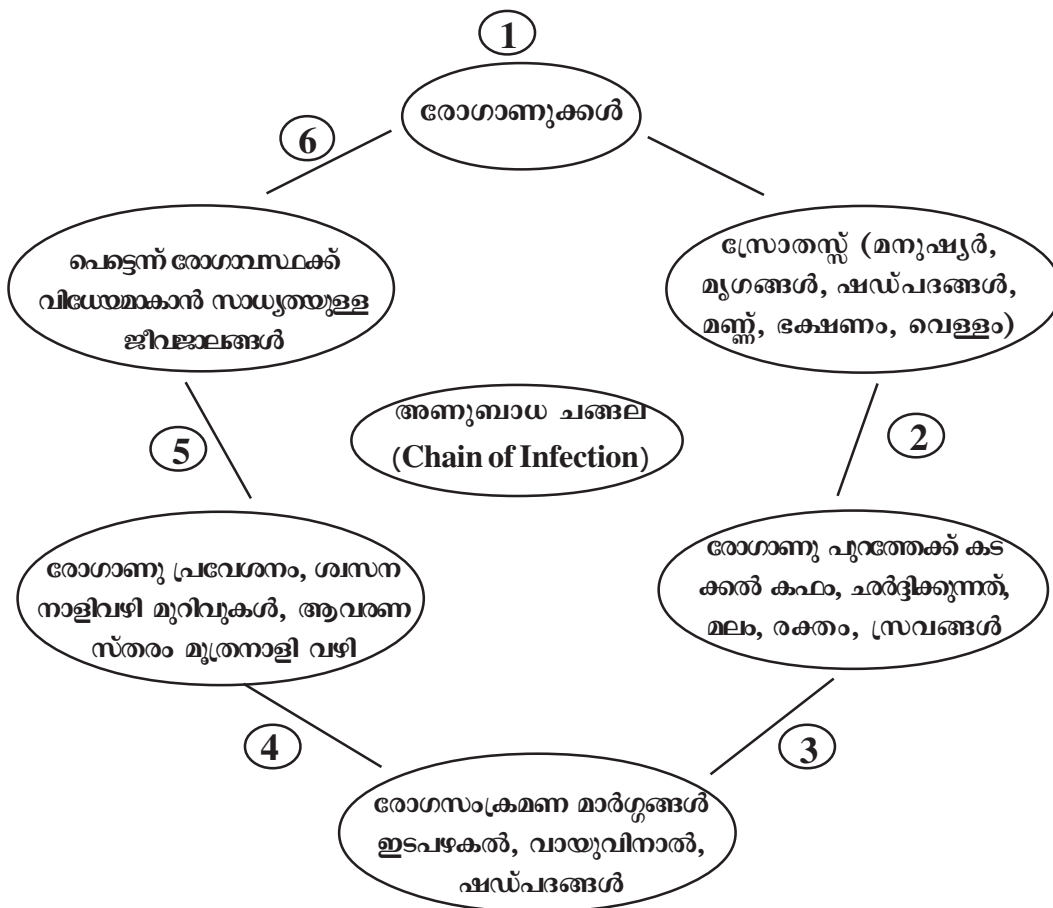 1
രോഗാണുക്കൾ
6
പെട്ടെന്ന് രോഗാവസ്ഥക്ക്
വിധേയമാകാൻ സാധ്യതയുള്ള
ജീവജാലങ്ങൾ
സ്രോതസ്സ് (മനുഷ്യർ,
മൃഗങ്ങൾ, ഷഡ്പദങ്ങൾ,
മണ്ണ്, ഭക്ഷണം, വെള്ളം)
അണുബാധ ചങ്ങല
(Chain of Infection)
5
2
രോഗാണു പ്രവേശനം, ശ്വസന
നാളിവഴി മുറിവുകൾ, ആവരണ
സ്തരം മൂത്രനാളി വഴി
രോഗാണു പുറത്തേക്ക് കട
ക്കൽ കഫം, ഛർദ്ദിക്കുന്നത്,
മലം, രക്തം, സ്രവങ്ങൾ
4
3
രോഗസംക്രമണ മാർഗ്ഗങ്ങൾ
ഇടപഴകൽ, വായുവിനാൽ,
ഷഡ്പദങ്ങൾ